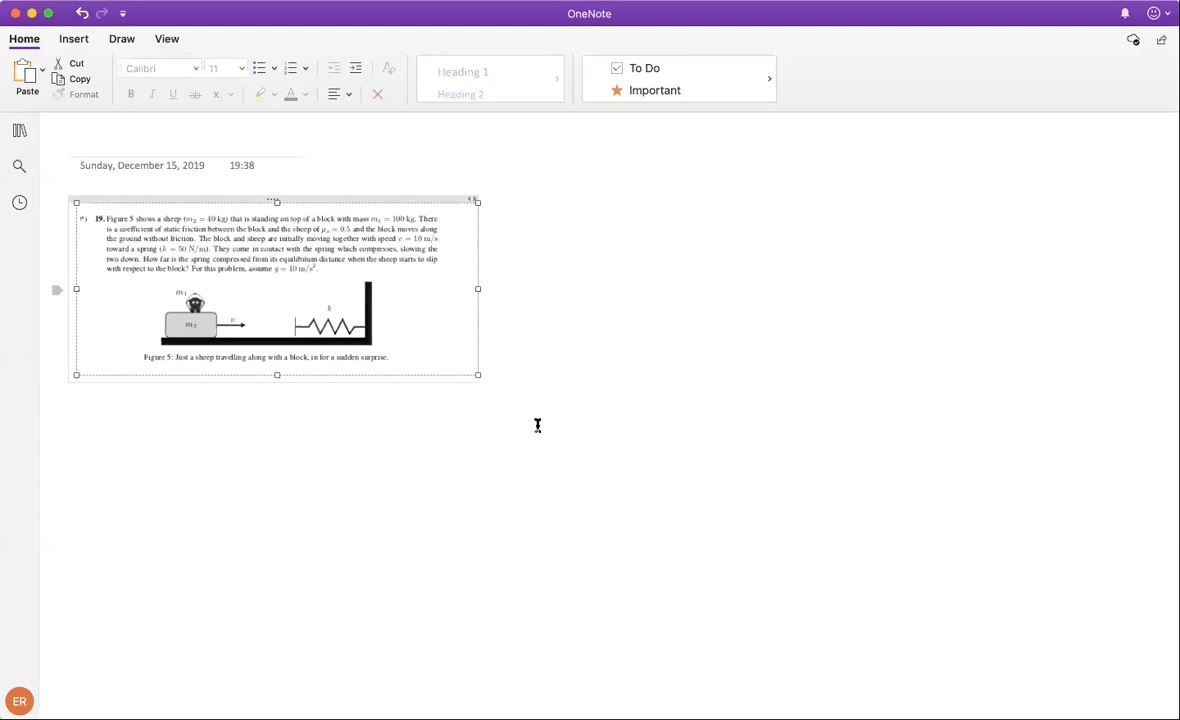 OneNote
Home Insert Draw View
Paste
Cut
Copy
Format
Calibri 11
B I U ab x. A
Heading 1
Heading 2
To Do
Important
Sunday, December 15, 2019 19:38
19. Figure 5 shows a sheep (m₂ = 40 kg) that is standing on top of a block with mass m₁ = 100 kg. There
is a coefficient of static friction between the block and the sheep of μₛ = 0.5 and the block moves along
the ground without friction. The block and sheep are initially moving together with speed v = 10 m/s
toward a spring (k = 50 N/m). They come in contact with the spring which compresses, slowing the
two down. How far is the spring compressed from its equilibrium distance when the sheep starts to slip
with respect to the block? For this problem, assume g = 10 m/s².
m₁
m₂
v
k
Figure 5: Just a sheep travelling along with a block, in for a sudden surprise.
ER